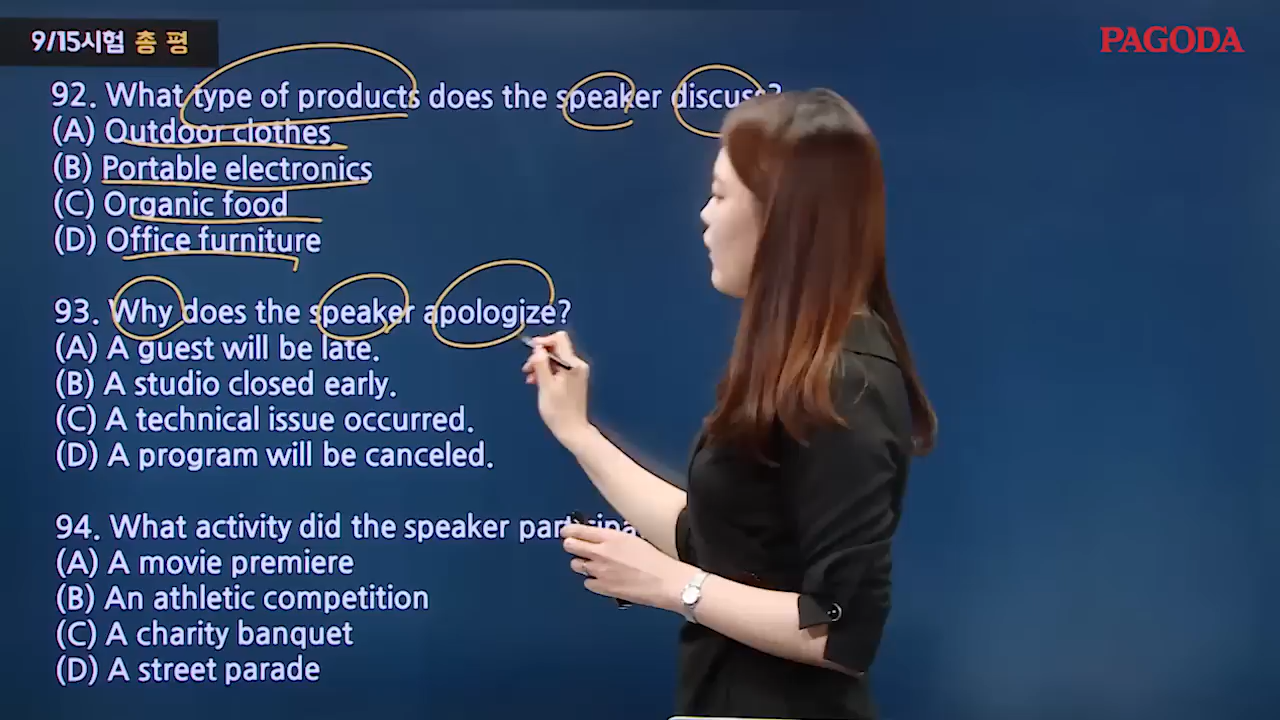 9/15시험 총 평
PAGODA
92. What type of products does the speaker discuss?
(A) Outdoor clothes
(B) Portable electronics
(C) Organic food
(D) Office furniture
93. Why does the speaker apologize?
(A) A guest will be late.
(B) A studio closed early.
(C) A technical issue occurred.
(D) A program will be canceled.
94. What activity did the speaker
(A) A movie premiere
(B) An athletic competition
(C) A charity banquet
(D) A street parade